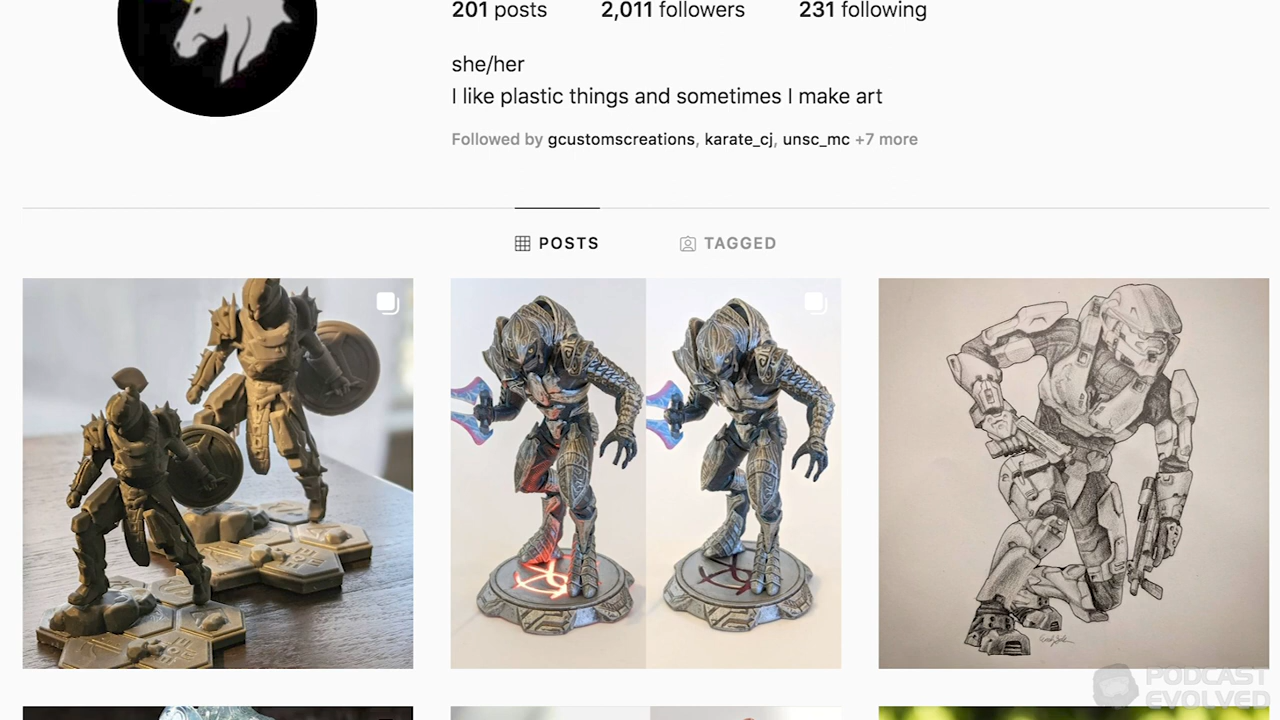 201 posts 2,011 followers 231 following
she/her
I like plastic things and sometimes I make art
Followed by gcustomscreations, karate_cj, unsc_mc +7 more
POSTS TAGGED
PODCAST
EVOLVED